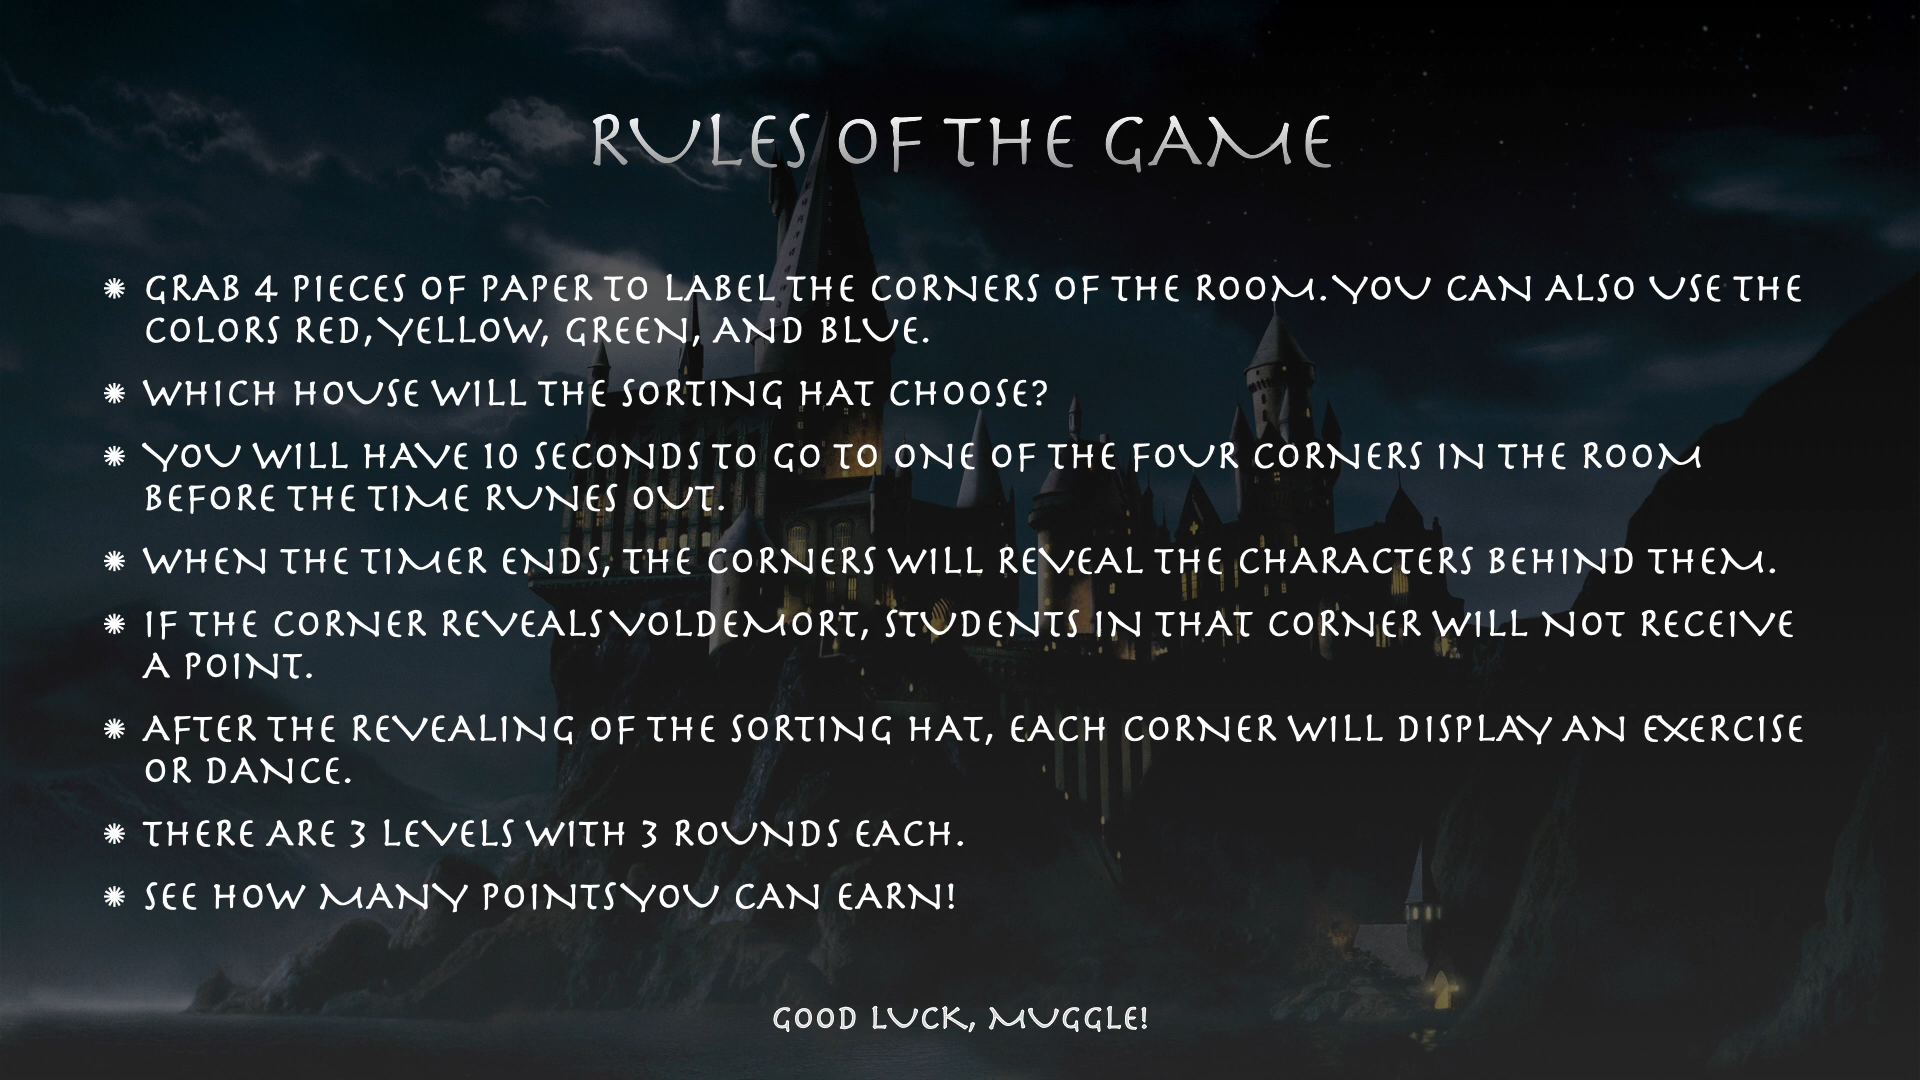 RULES OF THE GAME
❋ GRAB 4 PIECES OF PAPER TO LABEL THE CORNERS OF THE ROOM. YOU CAN ALSO USE THE
COLORS RED, YELLOW, GREEN, AND BLUE.
❋ WHICH HOUSE WILL THE SORTING HAT CHOOSE?
❋ YOU WILL HAVE 10 SECONDS TO GO TO ONE OF THE FOUR CORNERS IN THE ROOM
BEFORE THE TIME RUNES OUT.
❋ WHEN THE TIMER ENDS, THE CORNERS WILL REVEAL THE CHARACTERS BEHIND THEM.
❋ IF THE CORNER REVEALS VOLDEMORT, STUDENTS IN THAT CORNER WILL NOT RECEIVE
A POINT.
❋ AFTER THE REVEALING OF THE SORTING HAT, EACH CORNER WILL DISPLAY AN EXERCISE
OR DANCE.
❋ THERE ARE 3 LEVELS WITH 3 ROUNDS EACH.
❋ SEE HOW MANY POINTS YOU CAN EARN!
GOOD LUCK, MUGGLE!